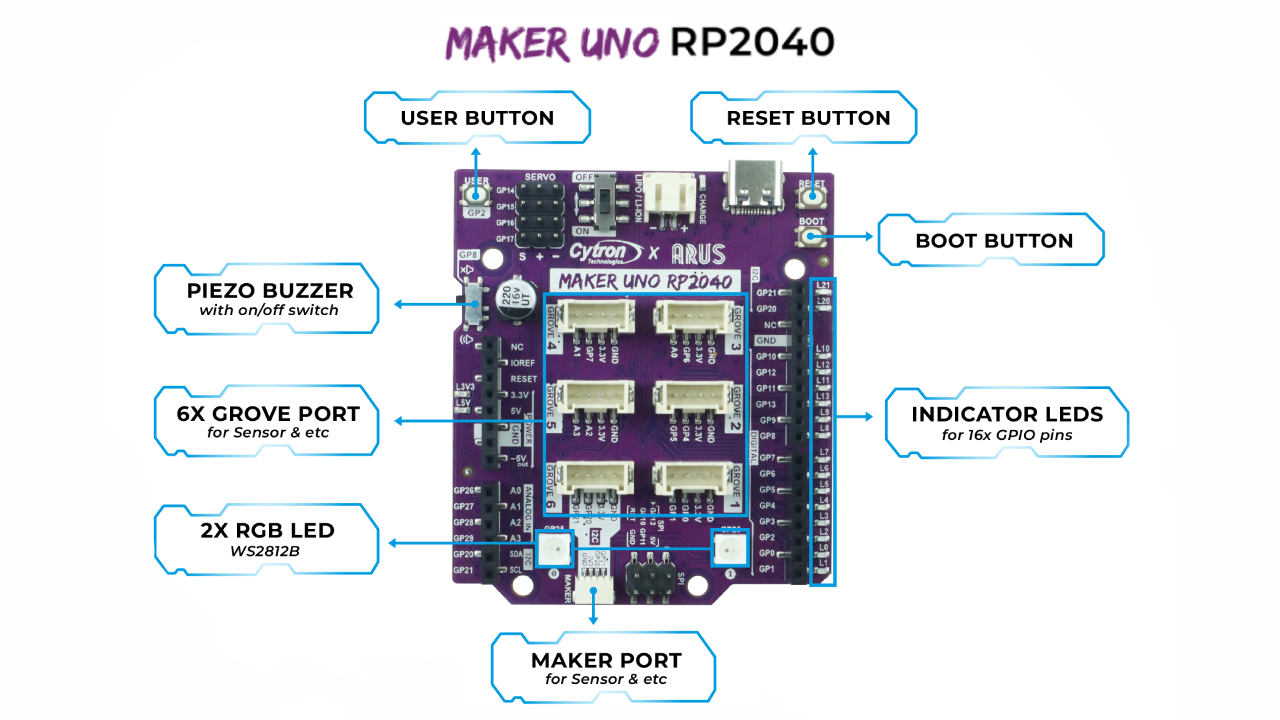 MAKER UNO RP2040
USER BUTTON
RESET BUTTON
BOOT BUTTON
PIEZO BUZZER
with on/off switch
6X GROVE PORT
for Sensor & etc
2X RGB LED
WS2812B
INDICATOR LEDS
for 16x GPIO pins
MAKER PORT
for Sensor & etc
USER
GP2
SERVO
GP14
GP15
GP16
GP17
S + −
OFF
ON
LIPO / LI-ION
− +
CHARGE
RESET
BOOT
Cytron x ARUS
Technologies
MAKER UNO RP2040
GP8
220
16V
UT
NC
IOREF
RESET
3.3V
5V
GND
~5V
out
POWER
L3V3
L5V
GP26 A0
GP27 A1
GP28 A2
GP29 A3
GP20 SDA
GP21 SCL
ANALOG IN
I2C
GROVE 4
A1 GP7 3.3V GND
GROVE 3
A0 GP6 3.3V GND
GROVE 5
A3 A2 3.3V GND
GROVE 2
GP5 GP4 3.3V GND
GROVE 6
GROVE 1
GP1 GP0 3.3V GND
I2C
MAKER
SPI
I2C
GP21 L21
GP20 L20
NC
GND
GP10 L10
GP12 L12
GP11 L11
GP13 L13
GP9 L9
GP8 L8
GP7 L7
GP6 L6
GP5 L5
GP4 L4
GP3 L3
GP2 L2
GP0 L0
GP1 L1
DIGITAL
SPI
0
1